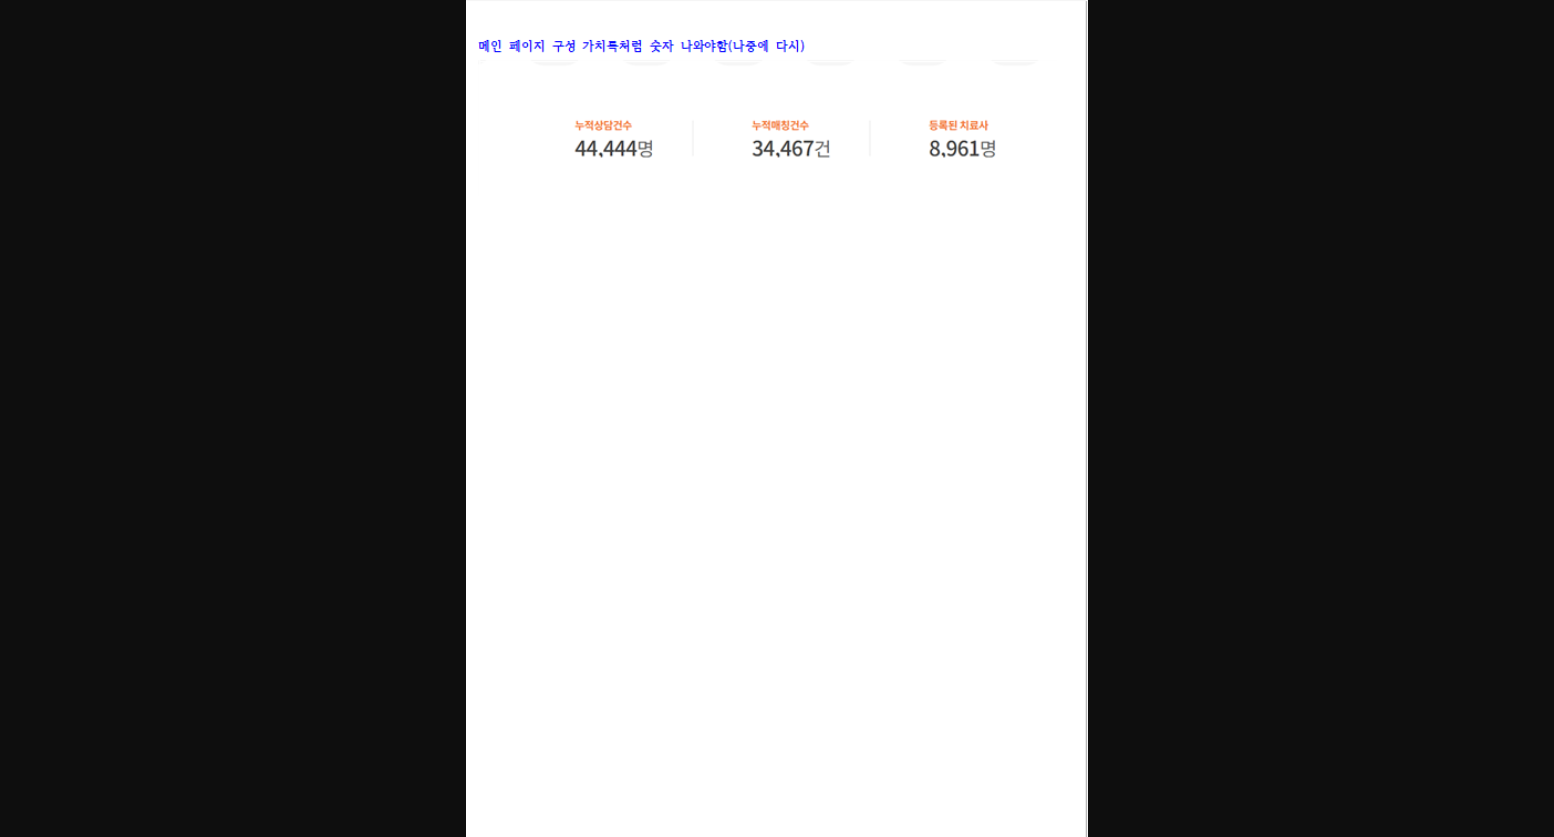 메인 페이지 구성 가치톡처럼 숫자 나와야함(나중에 다시)
누적상담건수 누적매칭건수 등록된 치료사
44,444명 34,467건 8,961명